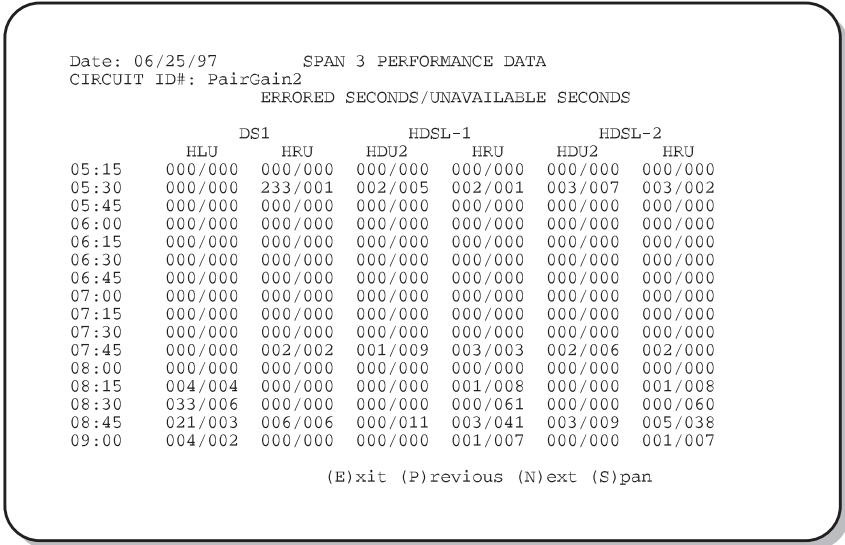 Date: 06/25/97 SPAN 3 PERFORMANCE DATA
CIRCUIT ID#: PairGain2
ERRORED SECONDS/UNAVAILABLE SECONDS
DS1 HDSL-1 HDSL-2
HLU HRU HDU2 HRU HDU2 HRU
05:15 000/000 000/000 000/000 000/000 000/000 000/000
05:30 000/000 233/001 002/005 002/001 003/007 003/002
05:45 000/000 000/000 000/000 000/000 000/000 000/000
06:00 000/000 000/000 000/000 000/000 000/000 000/000
06:15 000/000 000/000 000/000 000/000 000/000 000/000
06:30 000/000 000/000 000/000 000/000 000/000 000/000
06:45 000/000 000/000 000/000 000/000 000/000 000/000
07:00 000/000 000/000 000/000 000/000 000/000 000/000
07:15 000/000 000/000 000/000 000/000 000/000 000/000
07:30 000/000 000/000 000/000 000/000 000/000 000/000
07:45 000/000 002/002 001/009 003/003 002/006 002/000
08:00 000/000 000/000 000/000 000/000 000/000 000/000
08:15 004/004 000/000 000/000 001/008 000/000 001/008
08:30 033/006 000/000 000/000 000/061 000/000 000/060
08:45 021/003 006/006 000/011 003/041 003/009 005/038
09:00 004/002 000/000 000/000 001/007 000/000 001/007
(E)xit (P)revious (N)ext (S)pan